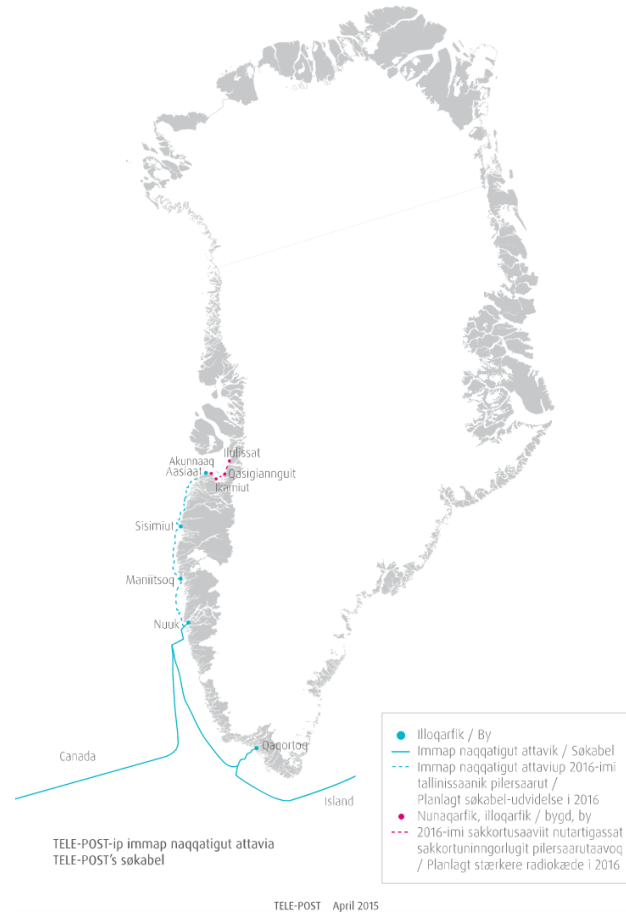 Ilulissat
Akunnaaq
Aasiaat
Qasigiannguit
Ikamiut
Sisimiut
Maniitsoq
Nuuk
Qaqortoq
Canada
Island
Illoqarfik / By
Immap naqqatigut attavik / Søkabel
Immap naqqatigut attaviup 2016-imi
tallinissaanik pilersaarut /
Planlagt søkabel-udvidelse i 2016
Nunaqarfik, illoqarfik / bygd, by
2016-imi sakkortusaaviit nutartigassat
sakkortuninngorlugit pilersaarutaavoq
/ Planlagt stærkere radiokæde i 2016
TELE-POST-ip immap naqqatigut attavia
TELE-POST's søkabel
TELE-POST April 2015